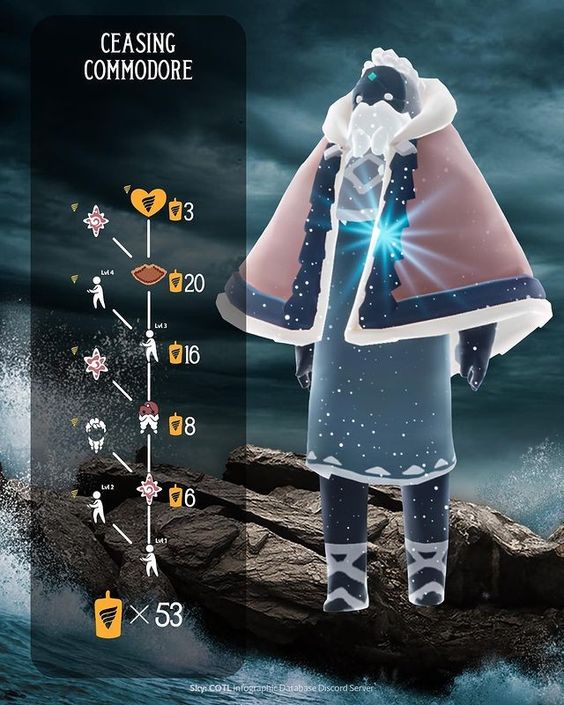 CEASING
COMMODORE
3
Lvl 4
20
Lvl 3
16
8
Lvl 2
6
Lvl 1
× 53
Sky: COTL Infographic Database Discord Server